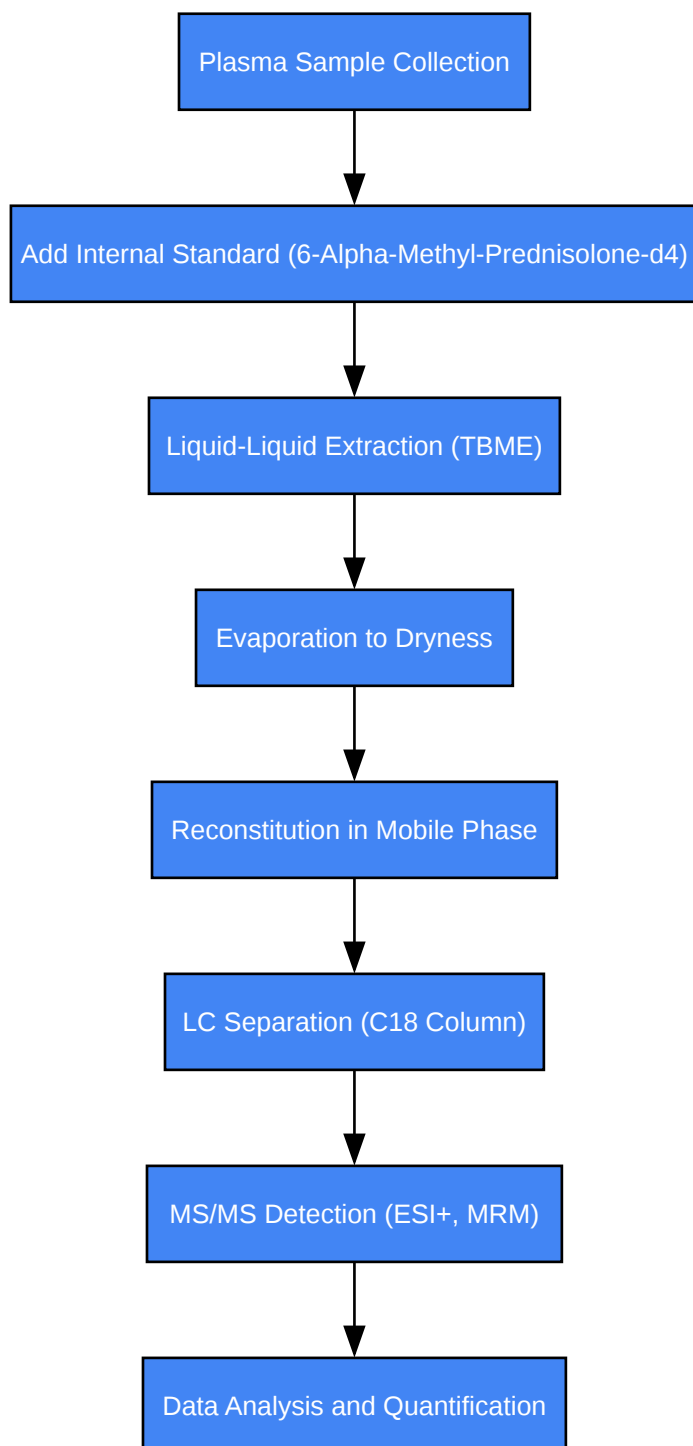 Plasma Sample Collection
Add Internal Standard (6-Alpha-Methyl-Prednisolone-d4)
Liquid-Liquid Extraction (TBME)
Evaporation to Dryness
Reconstitution in Mobile Phase
LC Separation (C18 Column)
MS/MS Detection (ESI+, MRM)
Data Analysis and Quantification